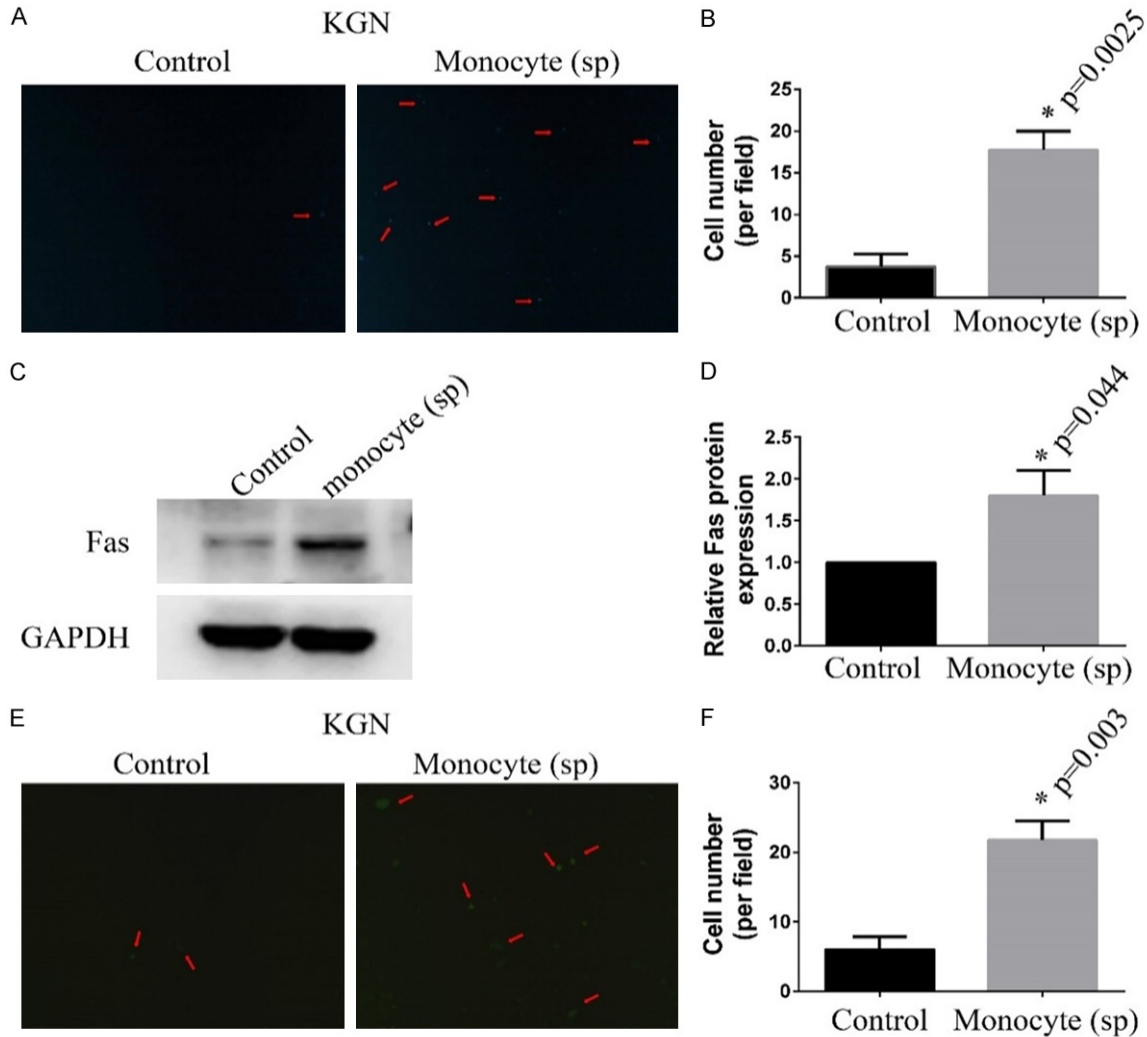 A
KGN
Control
Monocyte (sp)
B
Cell number
(per field)
25
20
15
10
5
0
* p=0.0025
Control
Monocyte (sp)
C
Control
monocyte (sp)
Fas
GAPDH
D
Relative Fas protein
expression
2.5
2.0
1.5
1.0
0.5
0.0
* p=0.044
Control
Monocyte (sp)
E
KGN
Control
Monocyte (sp)
F
Cell number
(per field)
30
20
10
0
* p=0.003
Control
Monocyte (sp)